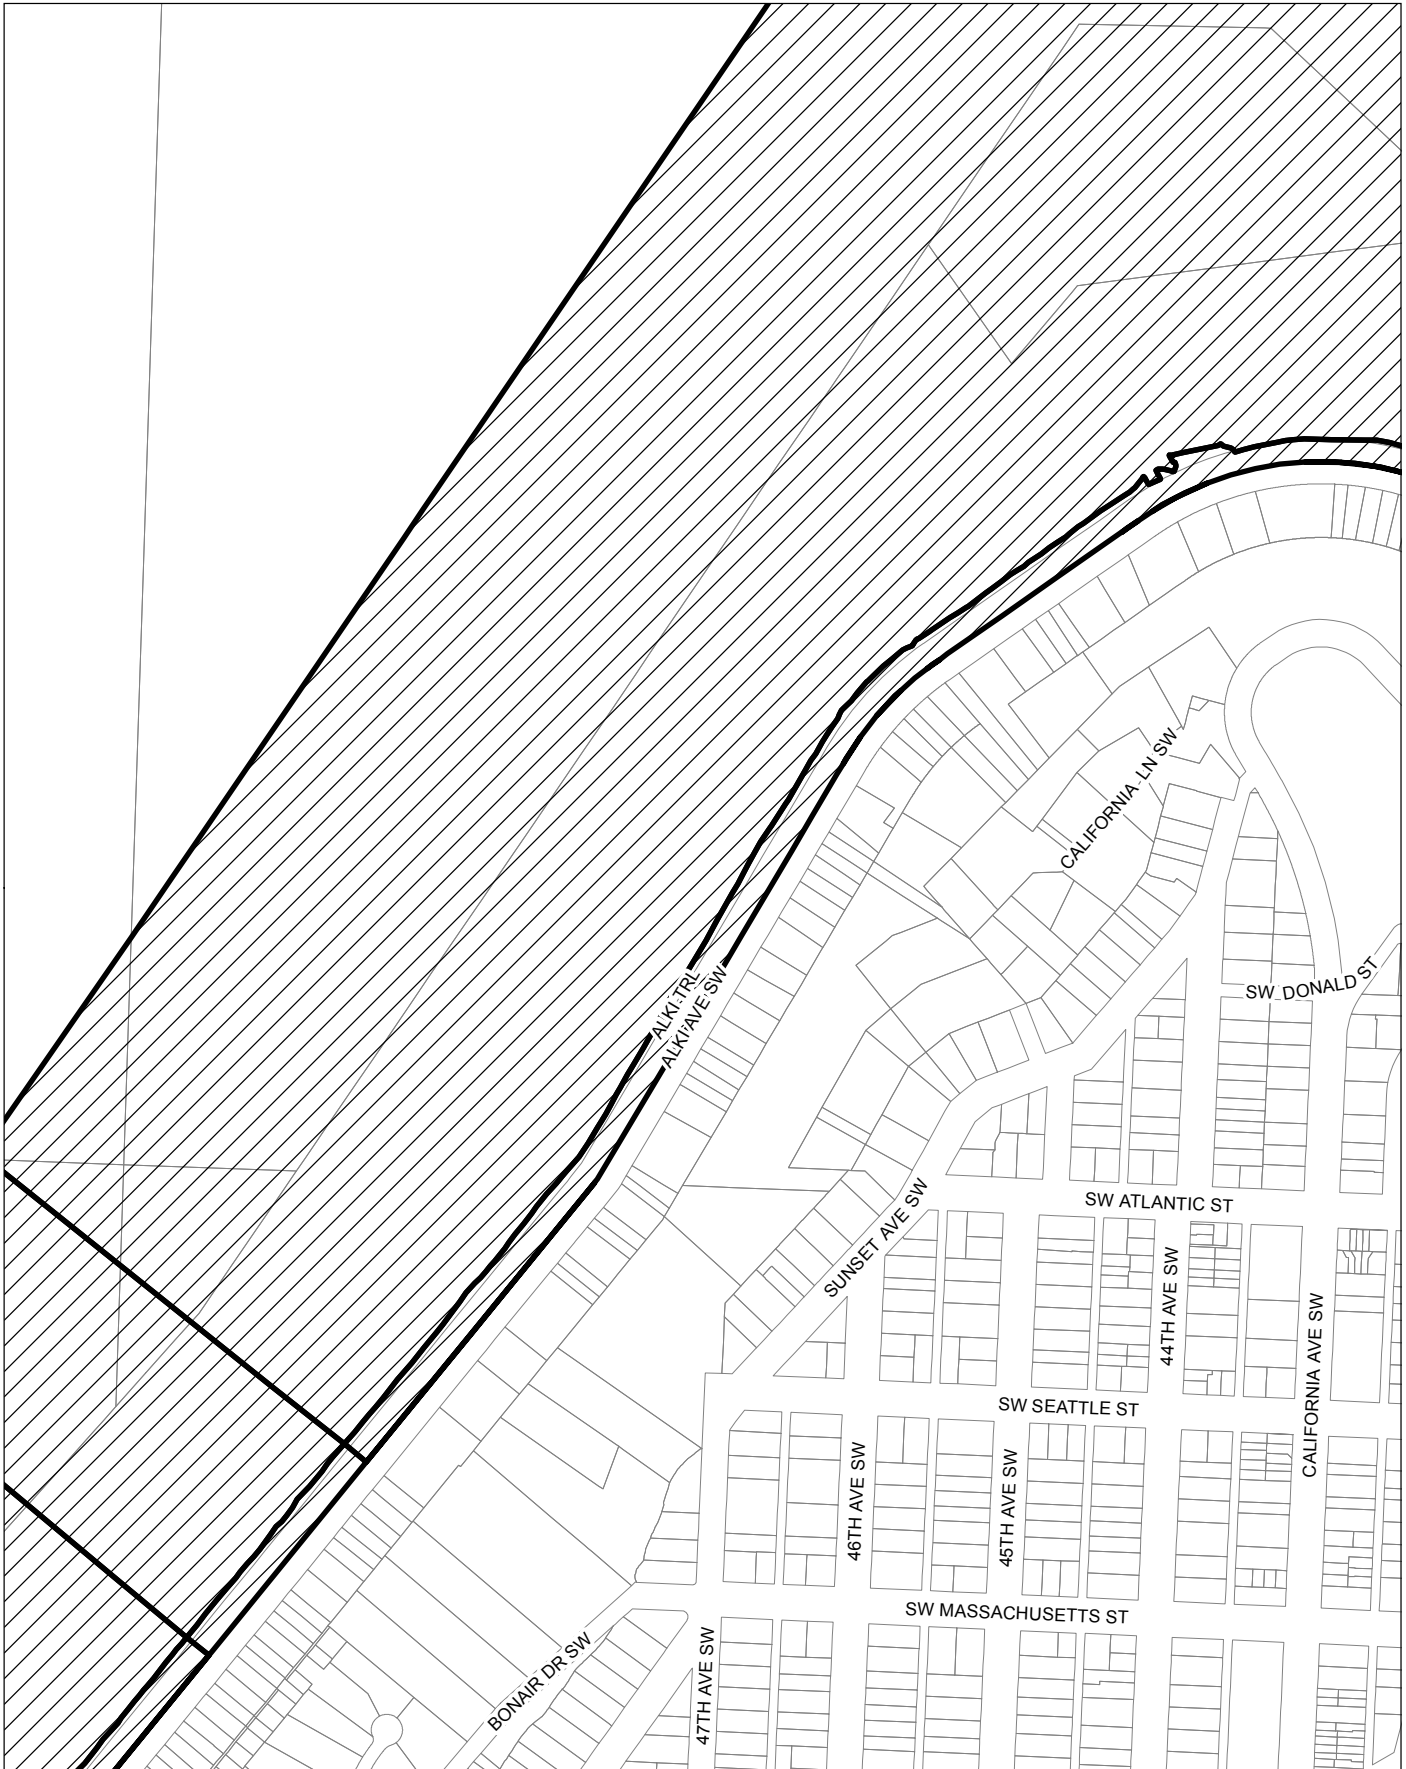 CALIFORNIA LN SW
ALKI TRL
ALKI AVE SW
SW DONALD ST
SW ATLANTIC ST
SUNSET AVE SW
44TH AVE SW
CALIFORNIA AVE SW
SW SEATTLE ST
46TH AVE SW
45TH AVE SW
SW MASSACHUSETTS ST
BONAIR DR SW
47TH AVE SW